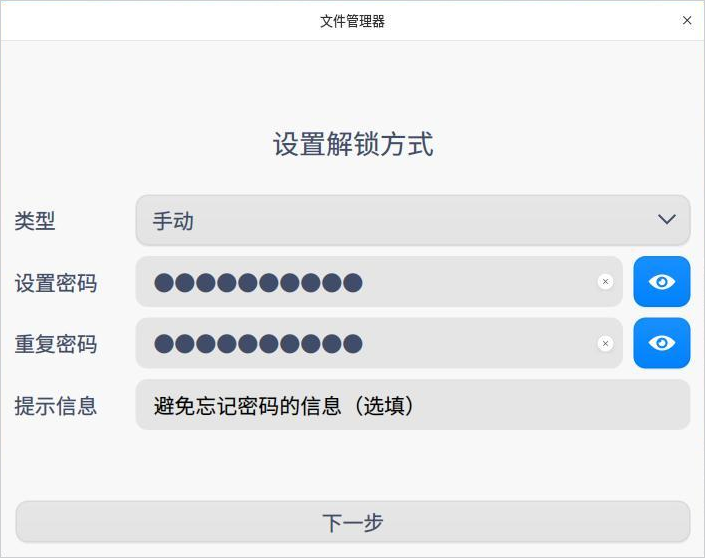 文件管理器
设置解锁方式
类型 手动
设置密码
重复密码
提示信息 避免忘记密码的信息（选填）
下一步